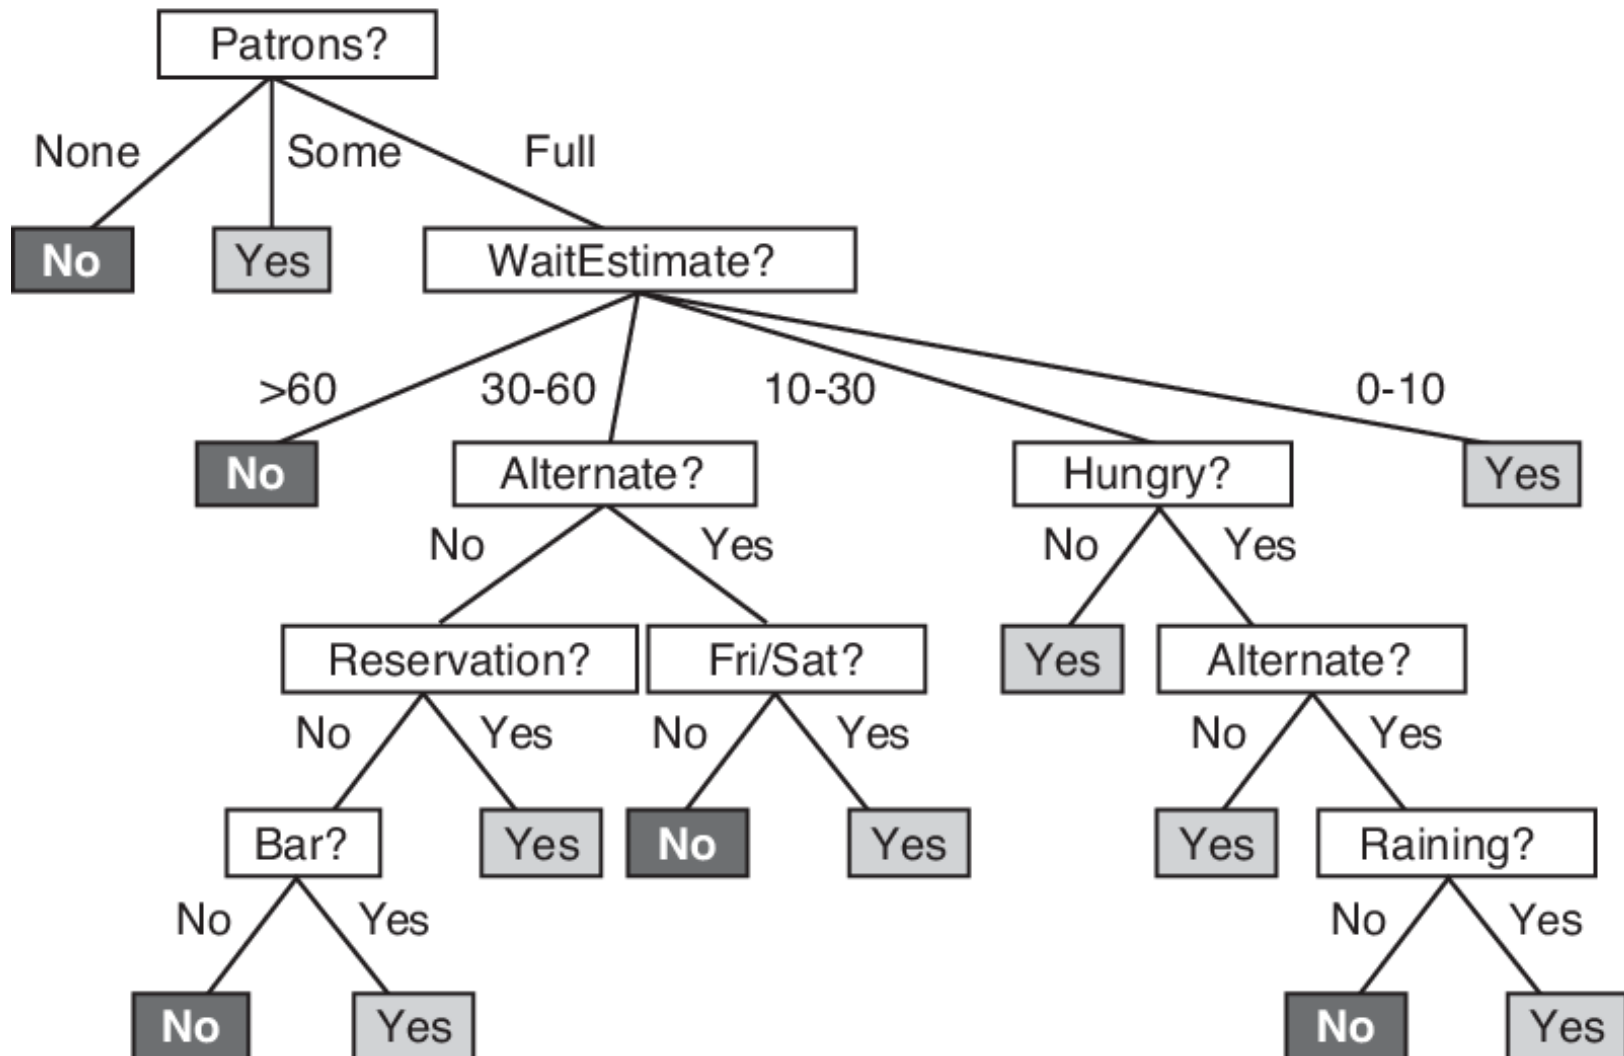 Patrons?
None Some Full
No Yes WaitEstimate?
>60 30-60 10-30 0-10
No Alternate? Hungry? Yes
No Yes No Yes
Reservation? Fri/Sat? Yes Alternate?
No Yes No Yes No Yes
Bar? Yes No Yes Yes Raining?
No Yes No Yes
No Yes No Yes